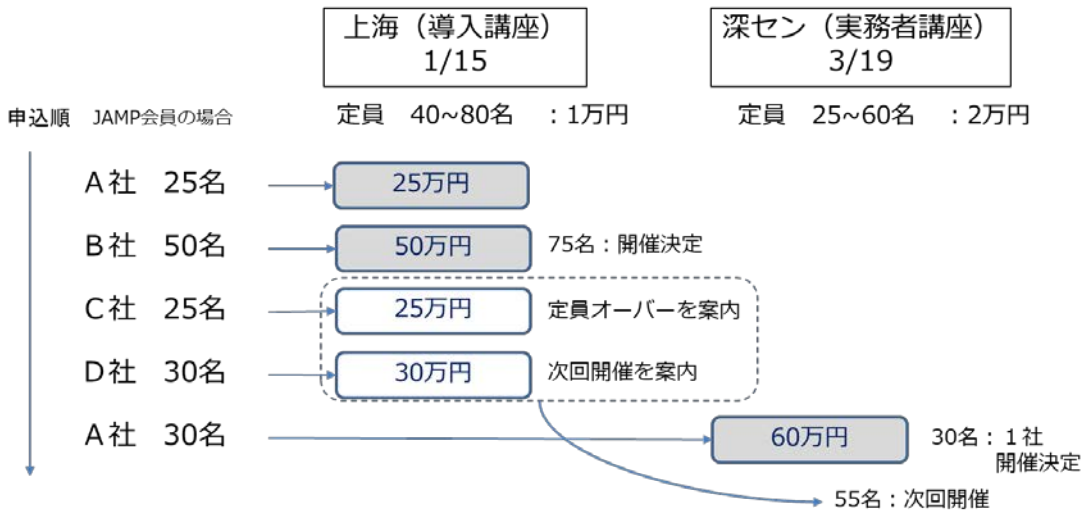 上海（導入講座）
1/15
深セン（実務者講座）
3/19
申込順 JAMP会員の場合
定員 40~80名 ：1万円
定員 25~60名 ：2万円
A社 25名
25万円
B社 50名
50万円
75名：開催決定
C社 25名
25万円
定員オーバーを案内
D社 30名
30万円
次回開催を案内
A社 30名
60万円
30名：１社
開催決定
55名：次回開催